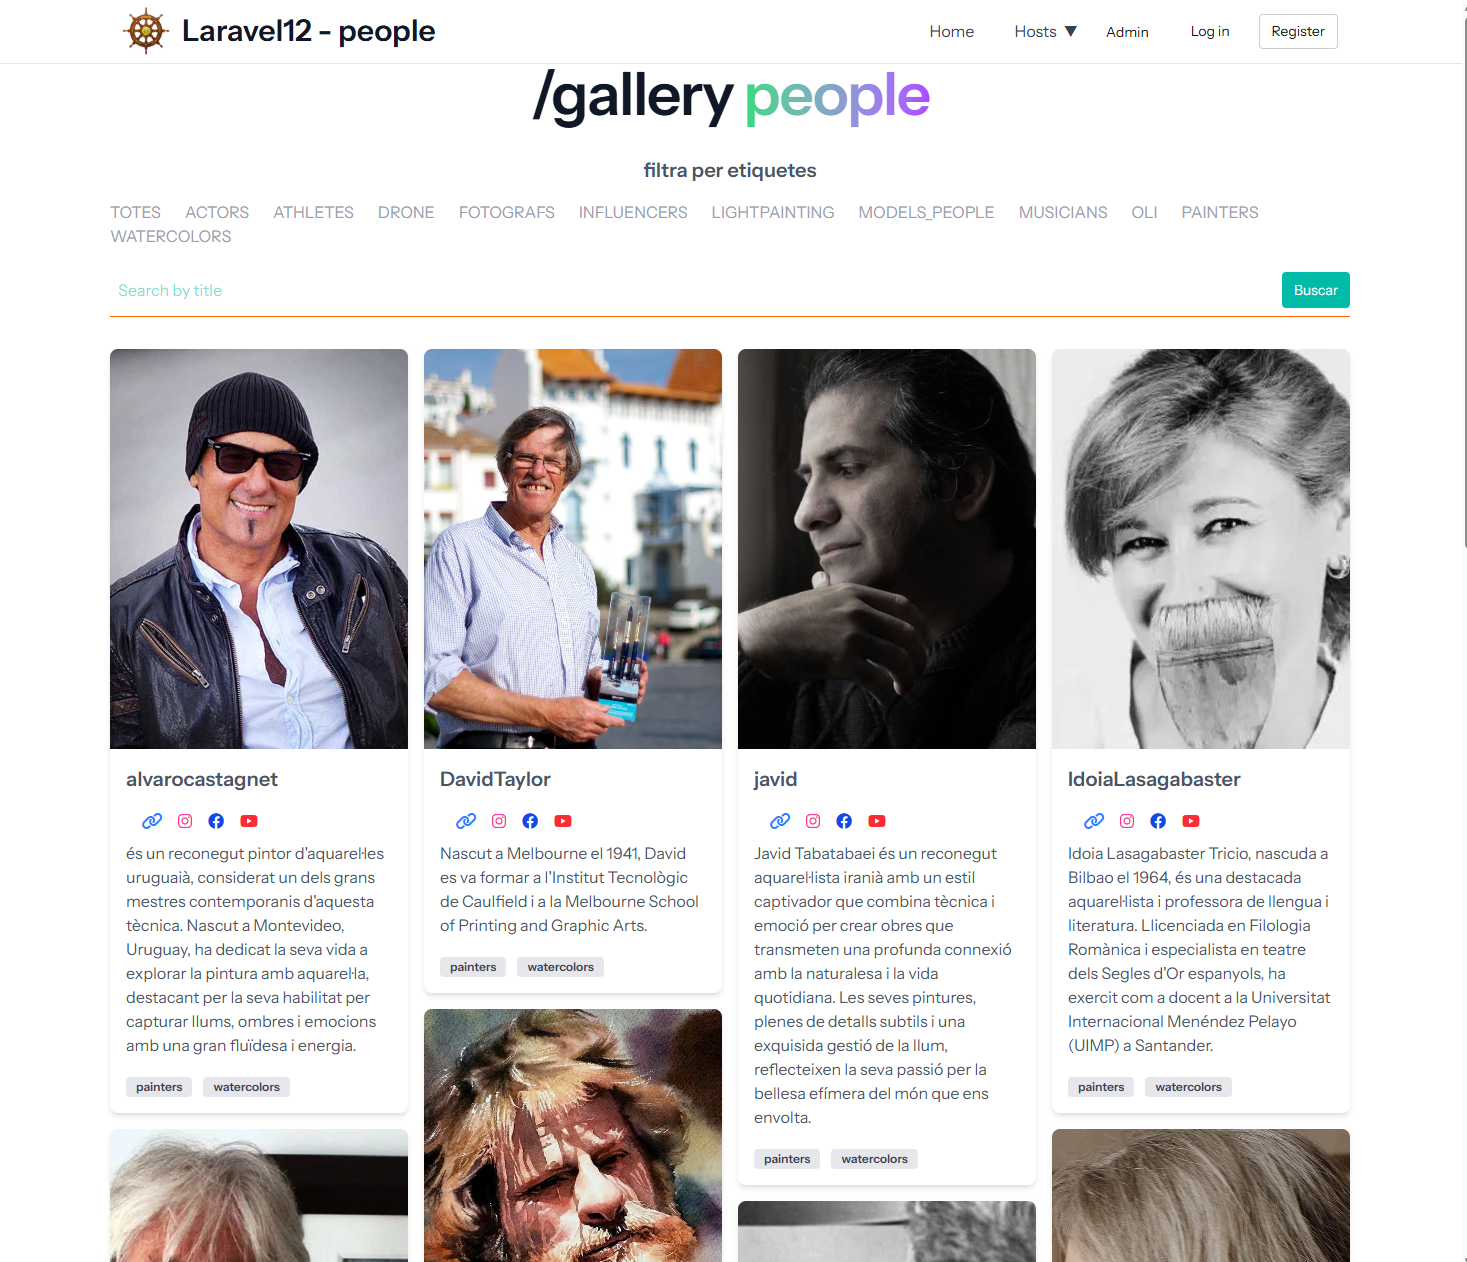 Laravel12 - people
Home Hosts ▼ Admin Log in Register
/gallery people
filtra per etiquetes
TOTES ACTORS ATHLETES DRONE FOTOGRAFS INFLUENCERS LIGHTPAINTING MODELS_PEOPLE MUSICIANS OLI PAINTERS
WATERCOLORS
Search by title
Buscar
alvarocastagnet
és un reconegut pintor d'aquarel·les
uruguaià, considerat un dels grans
mestres contemporanis d'aquesta
tècnica. Nascut a Montevideo,
Uruguay, ha dedicat la seva vida a
explorar la pintura amb aquarel·la,
destacant per la seva habilitat per
capturar llums, ombres i emocions
amb una gran fluïdesa i energia.
painters watercolors
DavidTaylor
Nascut a Melbourne el 1941, David
es va formar a l'Institut Tecnològic
de Caulfield i a la Melbourne School
of Printing and Graphic Arts.
painters watercolors
javid
Javid Tabatabaei és un reconegut
aquarel·lista iranià amb un estil
captivador que combina tècnica i
emoció per crear obres que
transmeten una profunda connexió
amb la naturalesa i la vida
quotidiana. Les seves pintures,
plenes de detalls subtils i una
exquisida gestió de la llum,
reflecteixen la seva passió per la
bellesa efímera del món que ens
envolta.
painters watercolors
IdoiaLasagabaster
Idoia Lasagabaster Tricio, nascuda a
Bilbao el 1964, és una destacada
aquarel·lista i professora de llengua i
literatura. Llicenciada en Filologia
Romànica i especialista en teatre
dels Segles d'Or espanyols, ha
exercit com a docent a la Universitat
Internacional Menéndez Pelayo
(UIMP) a Santander.
painters watercolors